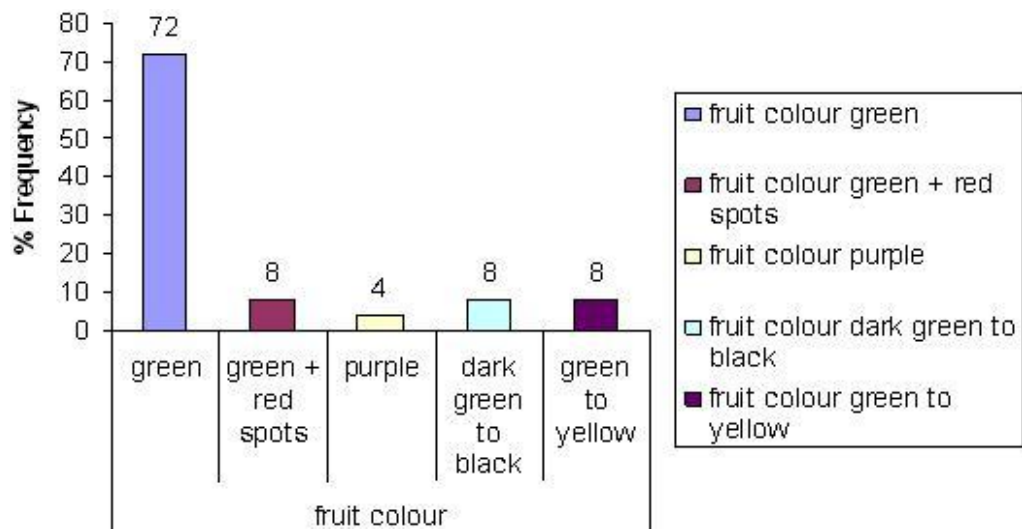 % Frequency
80
70
60
50
40
30
20
10
0
72
8
4
8
8
green
green +
red
spots
purple
dark
green
to
black
green
to
yellow
fruit colour
fruit colour green
fruit colour green + red
spots
fruit colour purple
fruit colour dark green to
black
fruit colour green to
yellow